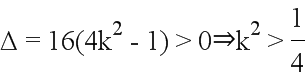 Δ = 16(4k² - 1) > 0⇒k² > 1/4